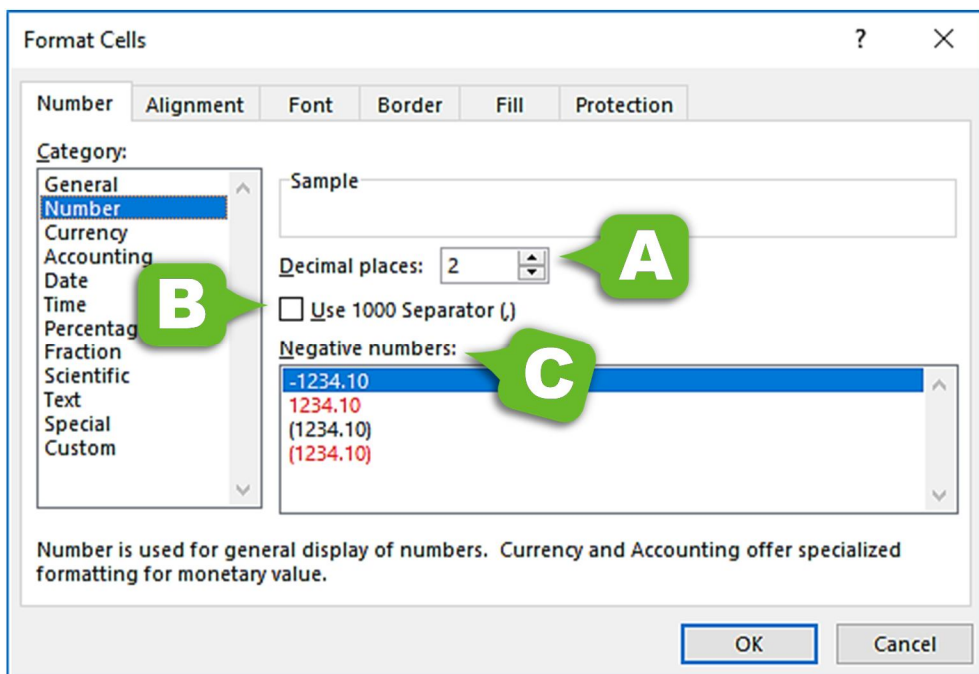 Format Cells
?
Number Alignment Font Border Fill Protection
Category:
General
Number
Currency
Accounting
Date
Time
Percentag
Fraction
Scientific
Text
Special
Custom
Sample
Decimal places: 2
A
B
Use 1000 Separator (,)
Negative numbers:
C
-1234.10
1234.10
(1234.10)
(1234.10)
Number is used for general display of numbers. Currency and Accounting offer specialized
formatting for monetary value.
OK Cancel